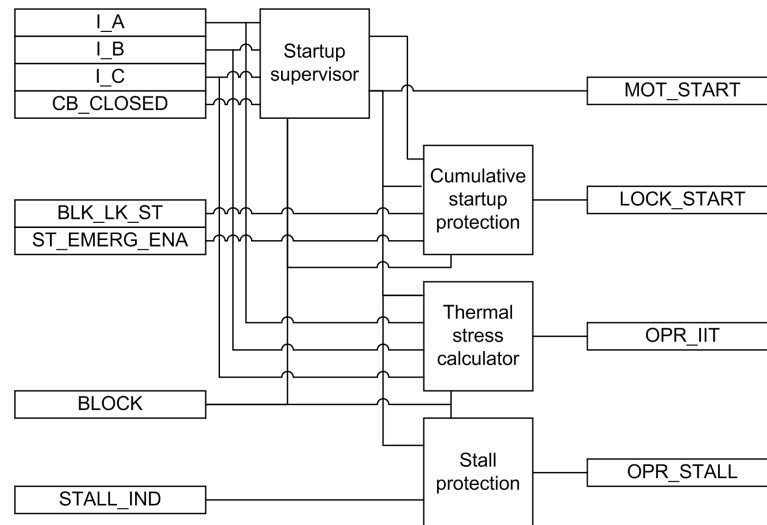 I_A
I_B
I_C
CB_CLOSED
Startup
supervisor
MOT_START
BLK_LK_ST
ST_EMERG_ENA
Cumulative
startup
protection
LOCK_START
Thermal
stress
calculator
OPR_IIT
BLOCK
STALL_IND
Stall
protection
OPR_STALL